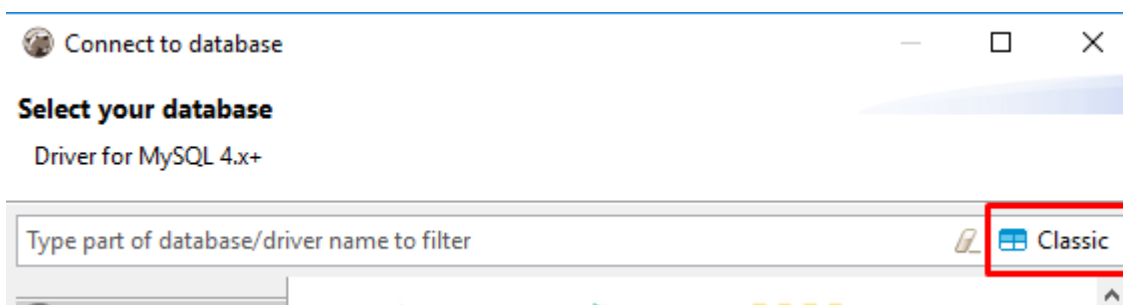 Connect to database
Select your database
Driver for MySQL 4.x+
Type part of database/driver name to filter
Classic